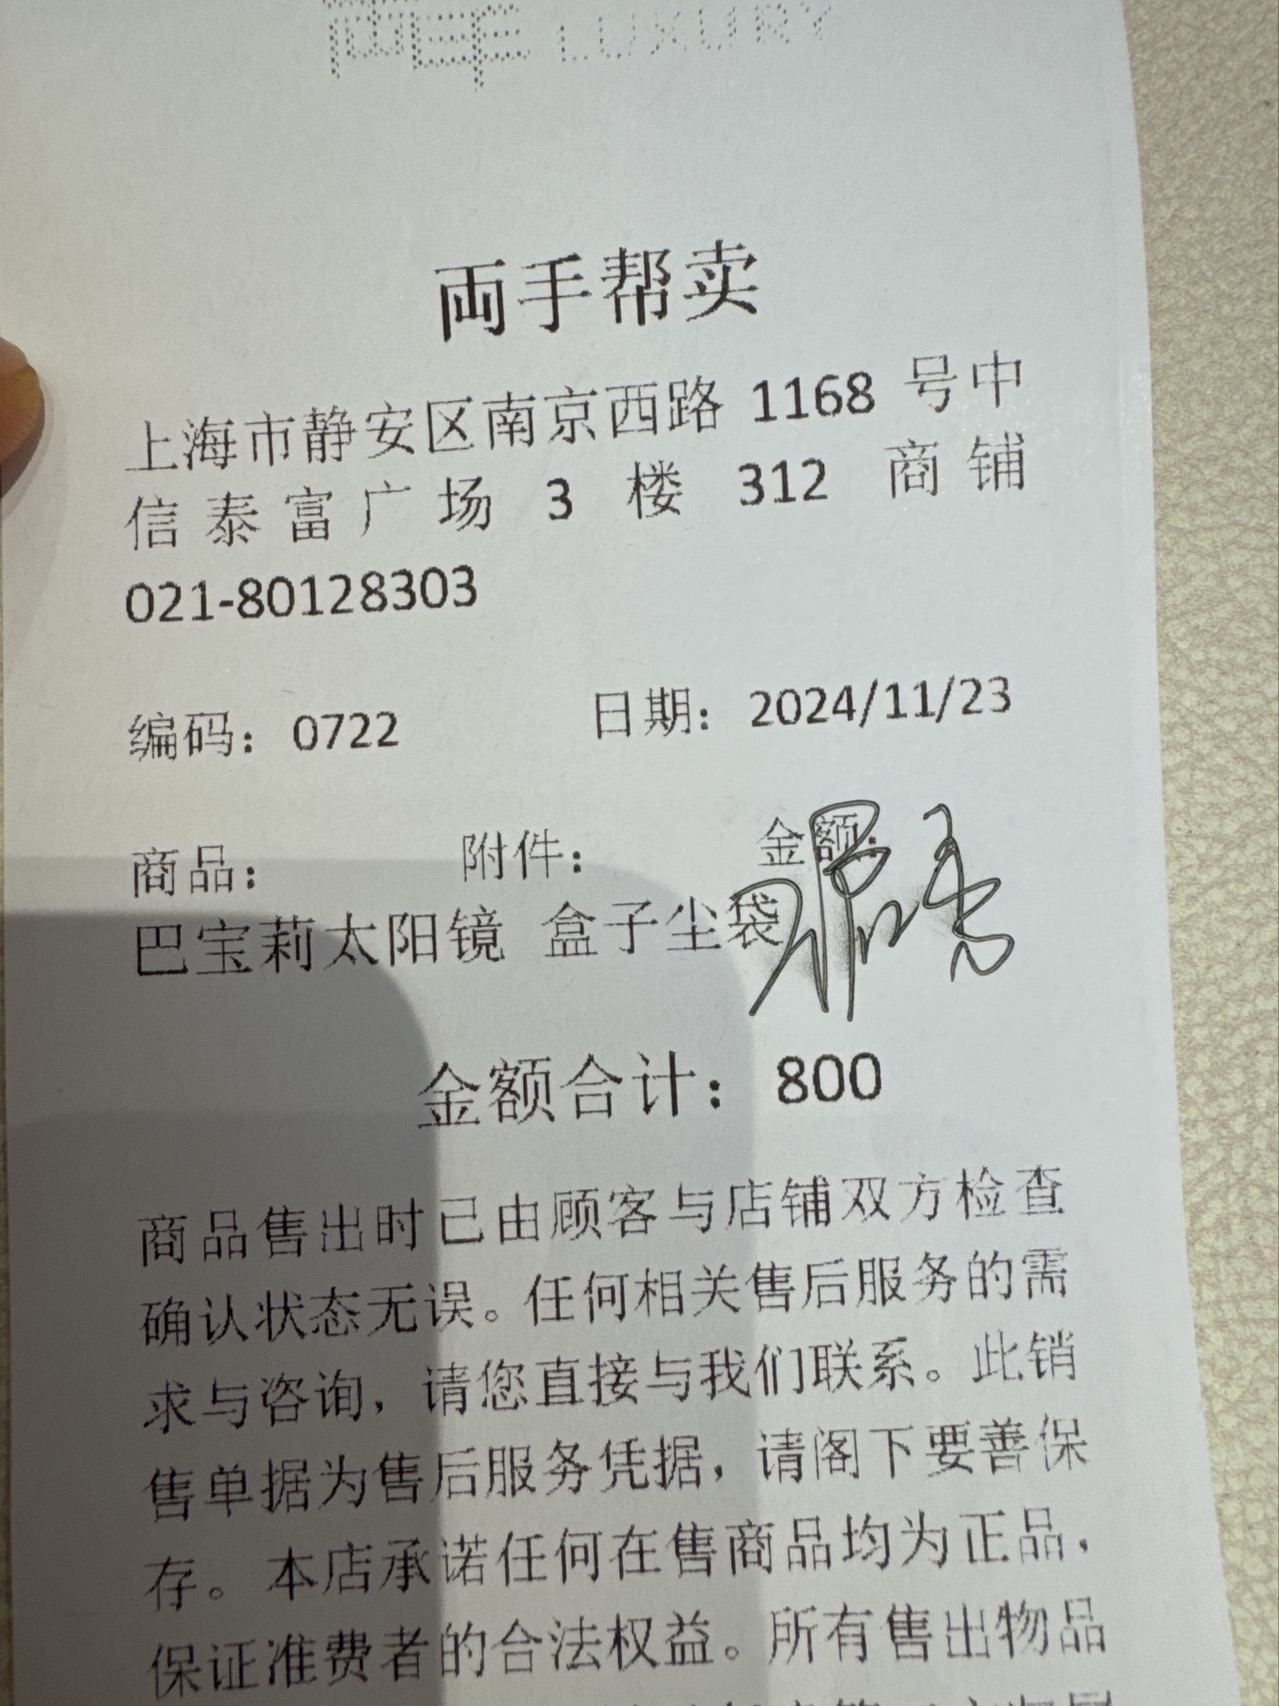 LUXURY
両手帮卖
上海市静安区南京西路 1168 号中
信泰富广场 3 楼 312 商铺
021-80128303
编码：0722 日期：2024/11/23
商品： 附件： 金额：
巴宝莉太阳镜 盒子尘袋
金额合计：800
商品售出时已由顾客与店铺双方检查
确认状态无误。任何相关售后服务的需
求与咨询，请您直接与我们联系。此销
售单据为售后服务凭据，请阁下要善保
存。本店承诺任何在售商品均为正品，
保证准费者的合法权益。所有售出物品